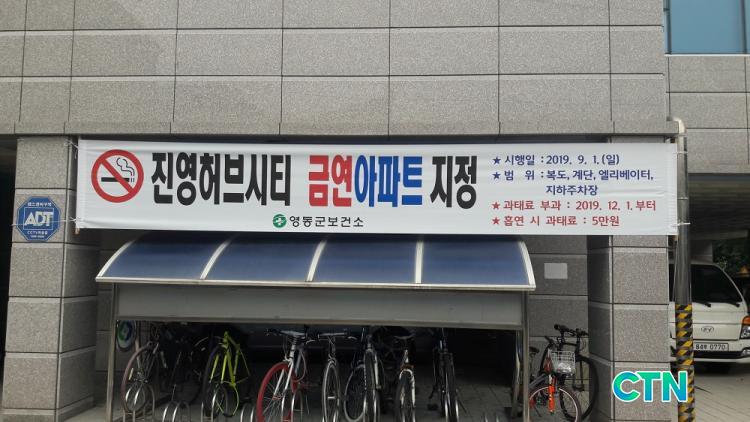 진영허브시티 금연아파트 지정
영동군보건소
★ 시행일 : 2019. 9. 1.(일)
★ 범 위 : 복도, 계단, 엘리베이터,
지하주차장
★ 과태료 부과 : 2019. 12. 1. 부터
★ 흡연 시 과태료 : 5만원
ADT
0770
CTN